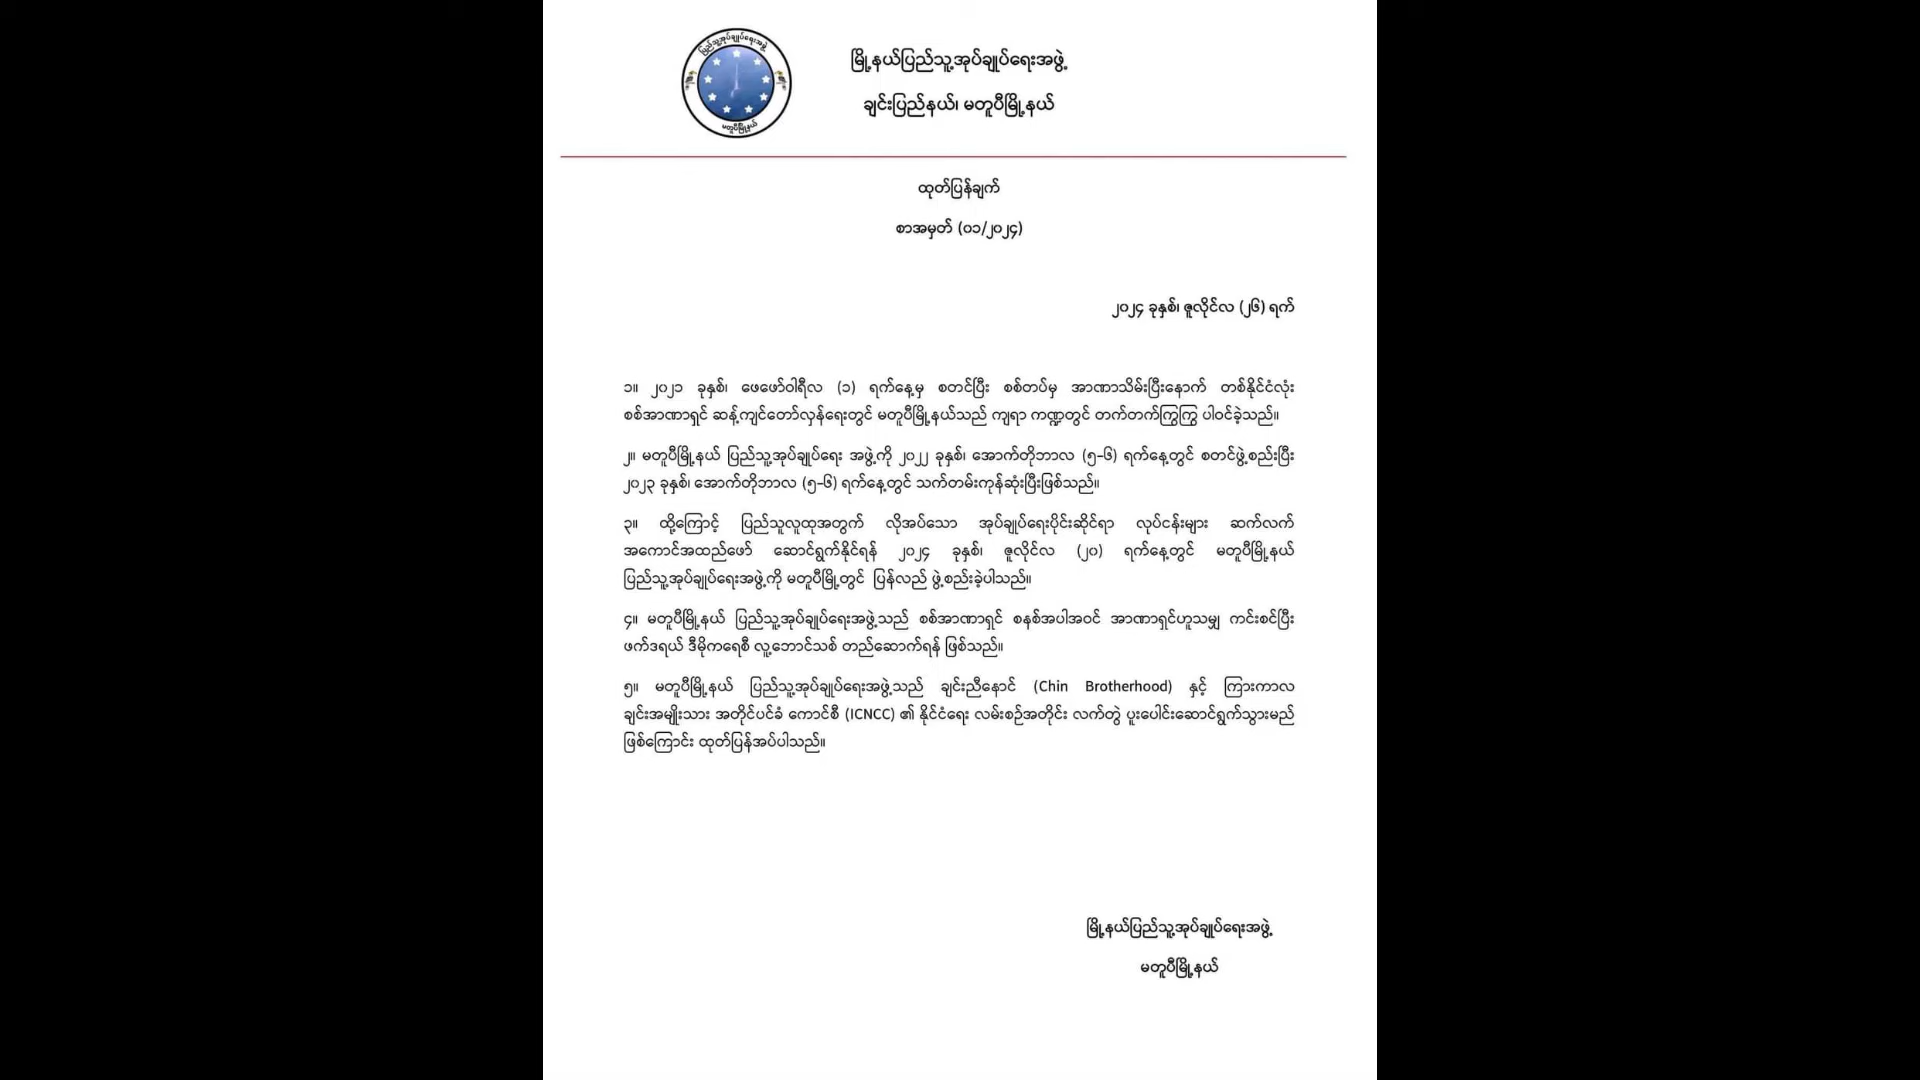 ပြည်သူ့အုပ်ချုပ်ရေးအဖွဲ့
မတူပီမြို့နယ်
မြို့နယ်ပြည်သူ့အုပ်ချုပ်ရေးအဖွဲ့
ချင်းပြည်နယ်၊ မတူပီမြို့နယ်
ထုတ်ပြန်ချက်
စာအမှတ် (၀၁/၂၀၂၄)
၂၀၂၄ ခုနှစ်၊ ဇူလိုင်လ (၂၆) ရက်
၁။ ၂၀၂၁ ခုနှစ်၊ ဖေဖော်ဝါရီလ (၁) ရက်နေ့မှ စတင်ပြီး စစ်တပ်မှ အာဏာသိမ်းပြီးနောက် တစ်နိုင်ငံလုံး
စစ်အာဏာရှင် ဆန့်ကျင်တော်လှန်ရေးတွင် မတူပီမြို့နယ်သည် ကျရာ ကဏ္ဍတွင် တက်တက်ကြွကြွ ပါဝင်ခဲ့သည်။
၂။ မတူပီမြို့နယ် ပြည်သူ့အုပ်ချုပ်ရေး အဖွဲ့ကို ၂၀၂၂ ခုနှစ်၊ အောက်တိုဘာလ (၅-၆) ရက်နေ့တွင် စတင်ဖွဲ့စည်းပြီး
၂၀၂၃ ခုနှစ်၊ အောက်တိုဘာလ (၅-၆) ရက်နေ့တွင် သက်တမ်းကုန်ဆုံးပြီးဖြစ်သည်။
၃။ ထို့ကြောင့် ပြည်သူလူထုအတွက် လိုအပ်သော အုပ်ချုပ်ရေးပိုင်းဆိုင်ရာ လုပ်ငန်းများ ဆက်လက်
အကောင်အထည်ဖော် ဆောင်ရွက်နိုင်ရန် ၂၀၂၄ ခုနှစ်၊ ဇူလိုင်လ (၂၀) ရက်နေ့တွင် မတူပီမြို့နယ်
ပြည်သူ့အုပ်ချုပ်ရေးအဖွဲ့ကို မတူပီမြို့တွင် ပြန်လည် ဖွဲ့စည်းခဲ့ပါသည်။
၄။ မတူပီမြို့နယ် ပြည်သူ့အုပ်ချုပ်ရေးအဖွဲ့သည် စစ်အာဏာရှင် စနစ်အပါအဝင် အာဏာရှင်ဟူသမျှ ကင်းစင်ပြီး
ဖက်ဒရယ် ဒီမိုကရေစီ လူ့ဘောင်သစ် တည်ဆောက်ရန် ဖြစ်သည်။
၅။ မတူပီမြို့နယ် ပြည်သူ့အုပ်ချုပ်ရေးအဖွဲ့သည် ချင်းညီနောင် (Chin Brotherhood) နှင့် ကြားကာလ
ချင်းအမျိုးသား အတိုင်ပင်ခံ ကောင်စီ (ICNCC) ၏ နိုင်ငံရေး လမ်းစဉ်အတိုင်း လက်တွဲ ပူးပေါင်းဆောင်ရွက်သွားမည်
ဖြစ်ကြောင်း ထုတ်ပြန်အပ်ပါသည်။
မြို့နယ်ပြည်သူ့အုပ်ချုပ်ရေးအဖွဲ့
မတူပီမြို့နယ်